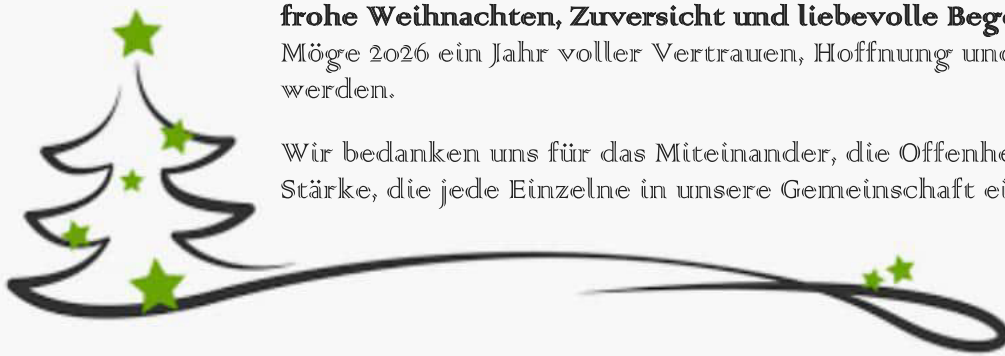 frohe Weihnachten, Zuversicht und liebevolle
Möge 2026 ein Jahr voller Vertrauen, Hoffnung
werden.
Wir bedanken uns für das Miteinander, die
Stärke, die jede Einzelne in unsere Gemeinschaft